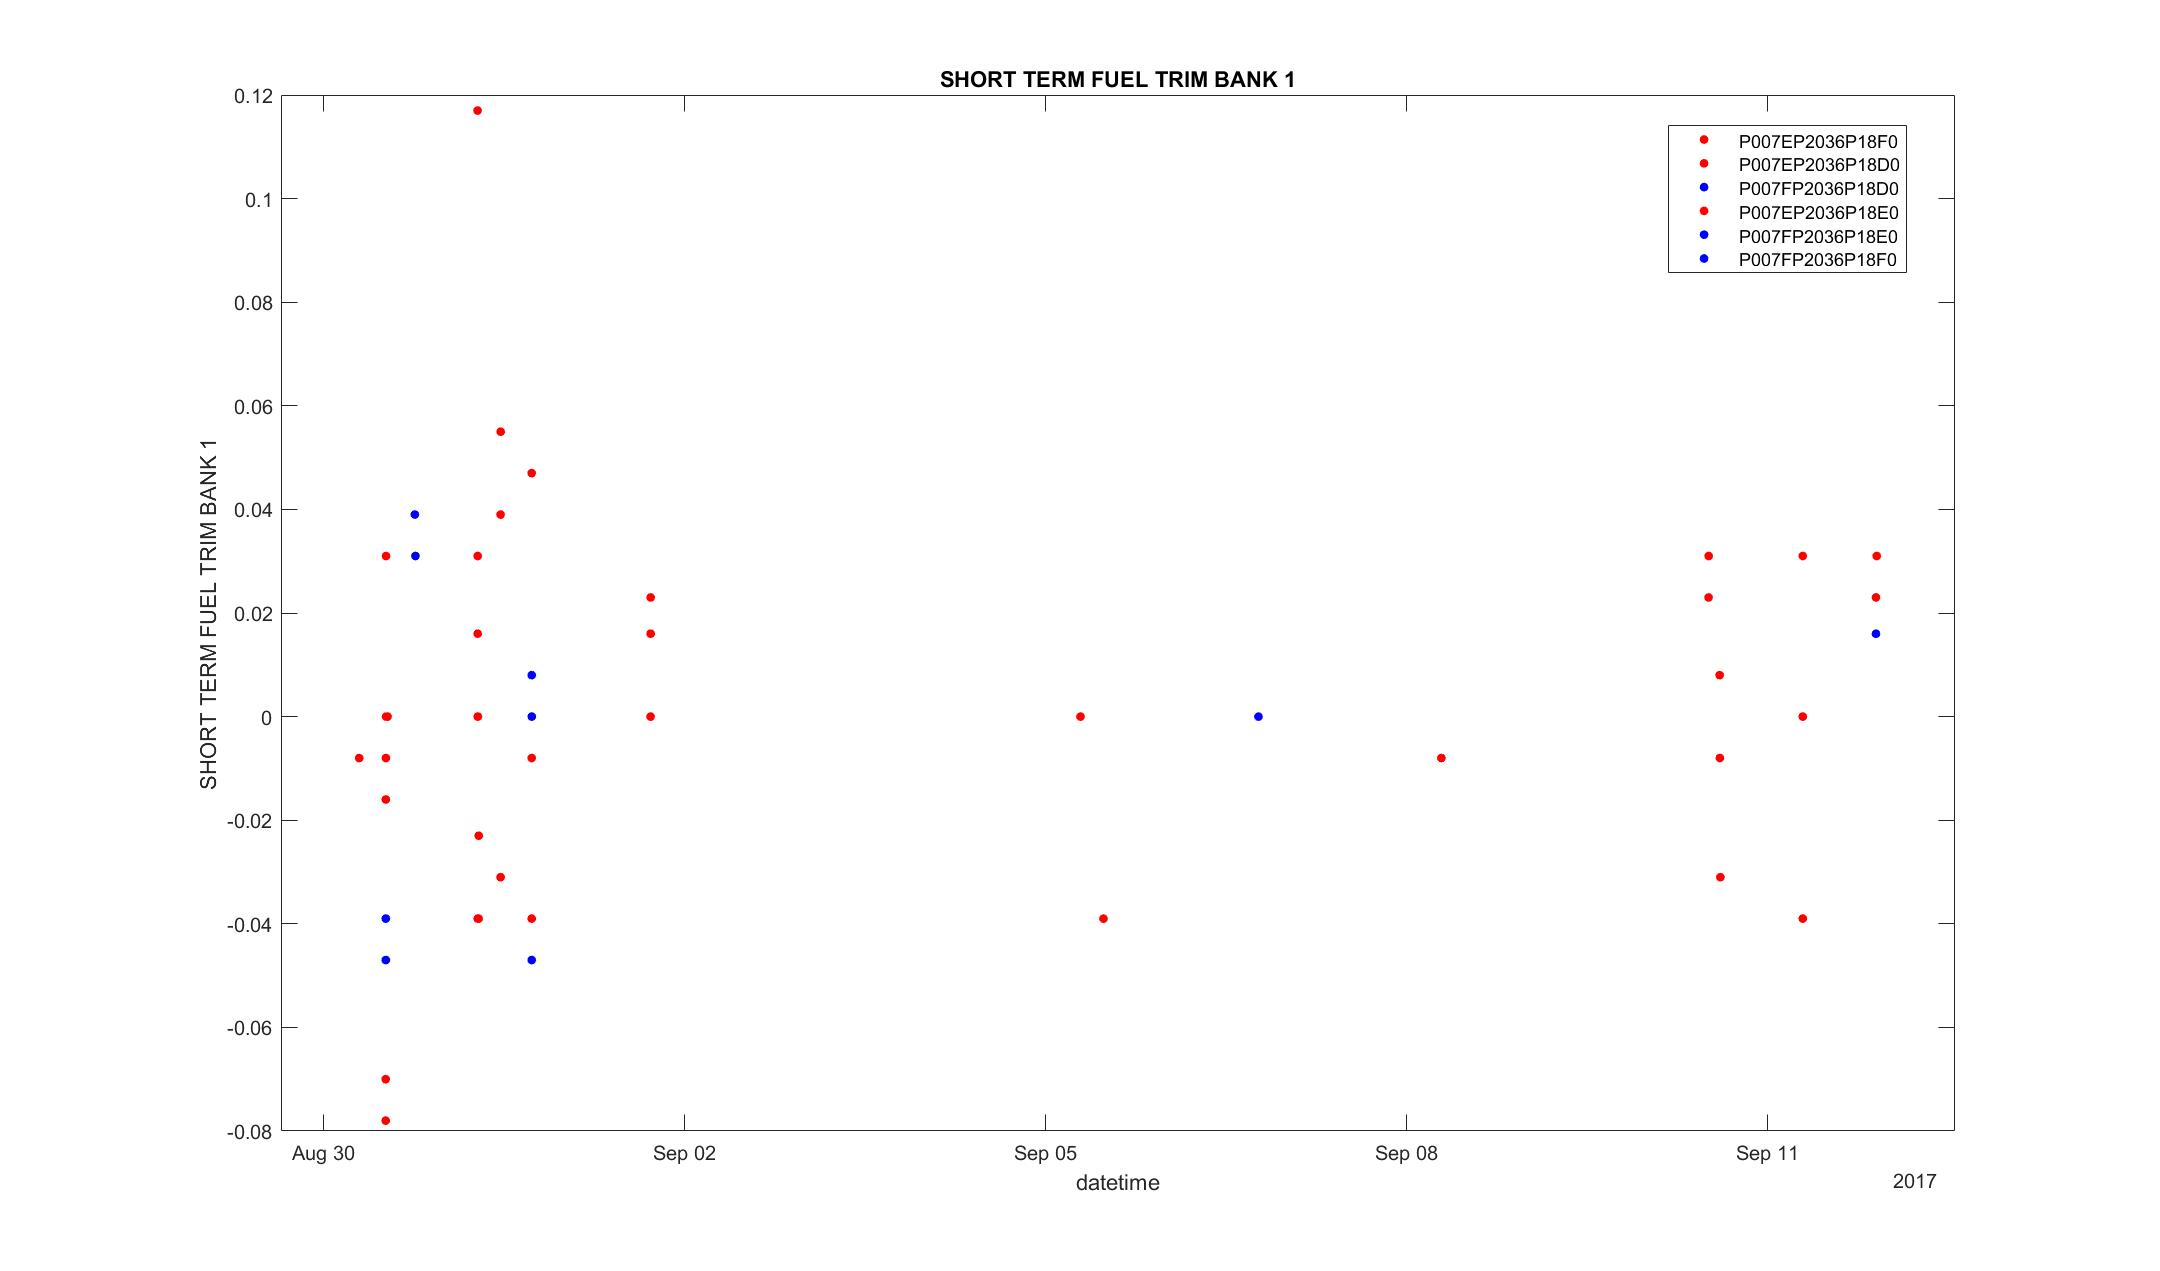 SHORT TERM FUEL TRIM BANK 1
0.12
0.1
0.08
0.06
0.04
0.02
0
-0.02
-0.04
-0.06
-0.08
SHORT TERM FUEL TRIM BANK 1
P007EP2036P18F0
P007EP2036P18D0
P007FP2036P18D0
P007EP2036P18E0
P007FP2036P18E0
P007FP2036P18F0
Aug 30 Sep 02 Sep 05 Sep 08 Sep 11
datetime
2017